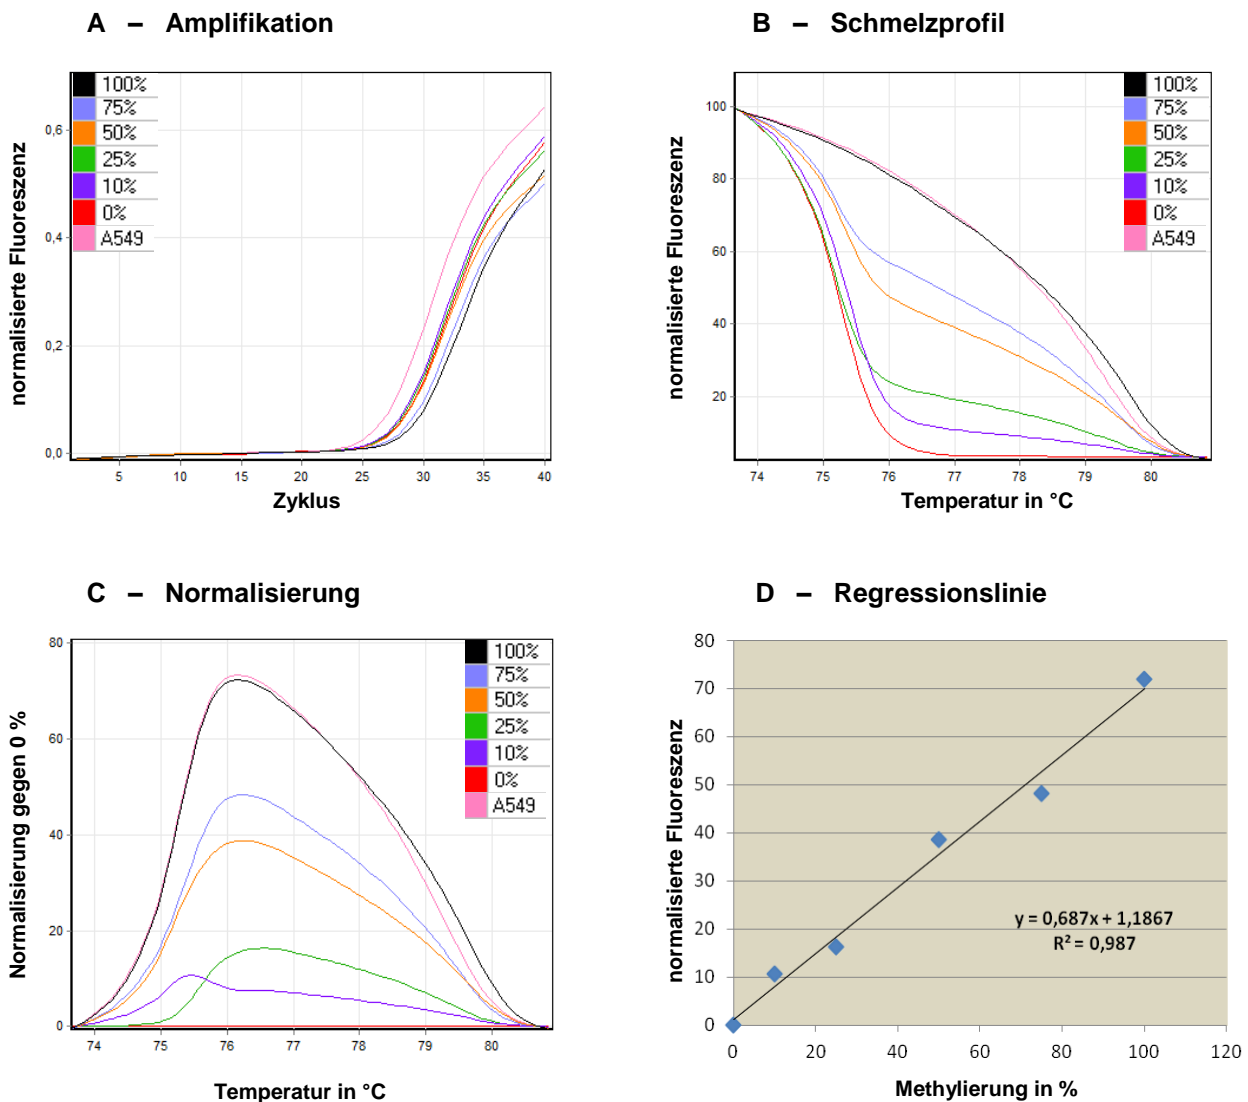 A – Amplifikation
normalisierte Fluoreszenz
100%
75%
50%
25%
10%
0%
A549
0,6
0,4
0,2
0,0
5 10 15 20 25 30 35 40
Zyklus
B – Schmelzprofil
normalisierte Fluoreszenz
100%
75%
50%
25%
10%
0%
A549
100
80
60
40
20
74 75 76 77 78 79 80
Temperatur in °C
C – Normalisierung
Normalisierung gegen 0 %
100%
75%
50%
25%
10%
0%
A549
80
60
40
20
0
74 75 76 77 78 79 80
Temperatur in °C
D – Regressionslinie
normalisierte Fluoreszenz
80
70
60
50
40
30
20
10
0
y = 0,687x + 1,1867
R² = 0,987
0 20 40 60 80 100 120
Methylierung in %